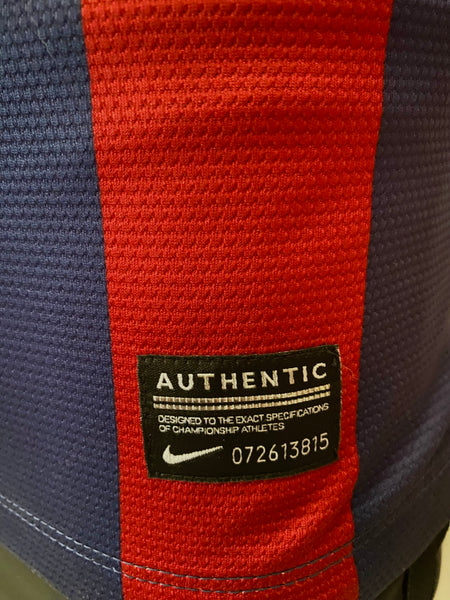 AUTHENTIC
DESIGNED TO THE EXACT SPECIFICATIONS
OF CHAMPIONSHIP ATHLETES
072613815